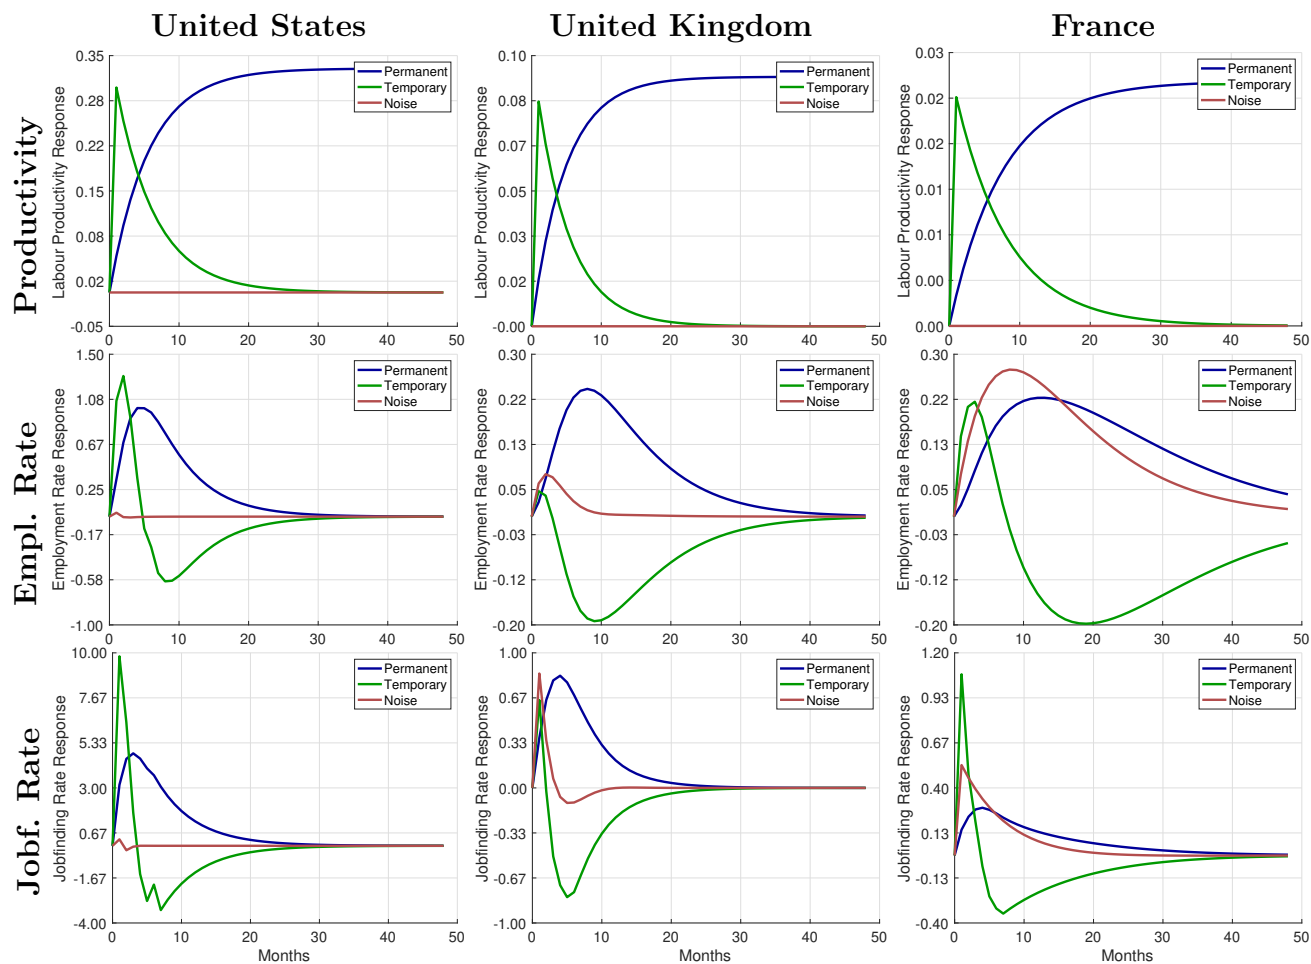 United States
United Kingdom
France
Productivity
Labour Productivity Response
0.35
0.28
0.22
0.15
0.08
0.02
-0.05
0 10 20 30 40 50
Permanent
Temporary
Noise
Labour Productivity Response
0.10
0.08
0.07
0.05
0.03
0.02
-0.00
0 10 20 30 40 50
Permanent
Temporary
Noise
Labour Productivity Response
0.03
0.02
0.02
0.01
0.01
0.00
0.00
0 10 20 30 40 50
Permanent
Temporary
Noise
Empl. Rate
Employment Rate Response
1.50
1.08
0.67
0.25
-0.17
-0.58
-1.00
0 10 20 30 40 50
Permanent
Temporary
Noise
Employment Rate Response
0.30
0.22
0.13
0.05
-0.03
-0.12
-0.20
0 10 20 30 40 50
Permanent
Temporary
Noise
Employment Rate Response
0.30
0.22
0.13
0.05
-0.03
-0.12
-0.20
0 10 20 30 40 50
Permanent
Temporary
Noise
Jobf. Rate
Jobfinding Rate Response
10.00
7.67
5.33
3.00
0.67
-1.67
-4.00
0 10 20 30 40 50
Months
Permanent
Temporary
Noise
Jobfinding Rate Response
1.00
0.67
0.33
0.00
-0.33
-0.67
-1.00
0 10 20 30 40 50
Months
Permanent
Temporary
Noise
Jobfinding Rate Response
1.20
0.93
0.67
0.40
0.13
-0.13
-0.40
0 10 20 30 40 50
Months
Permanent
Temporary
Noise